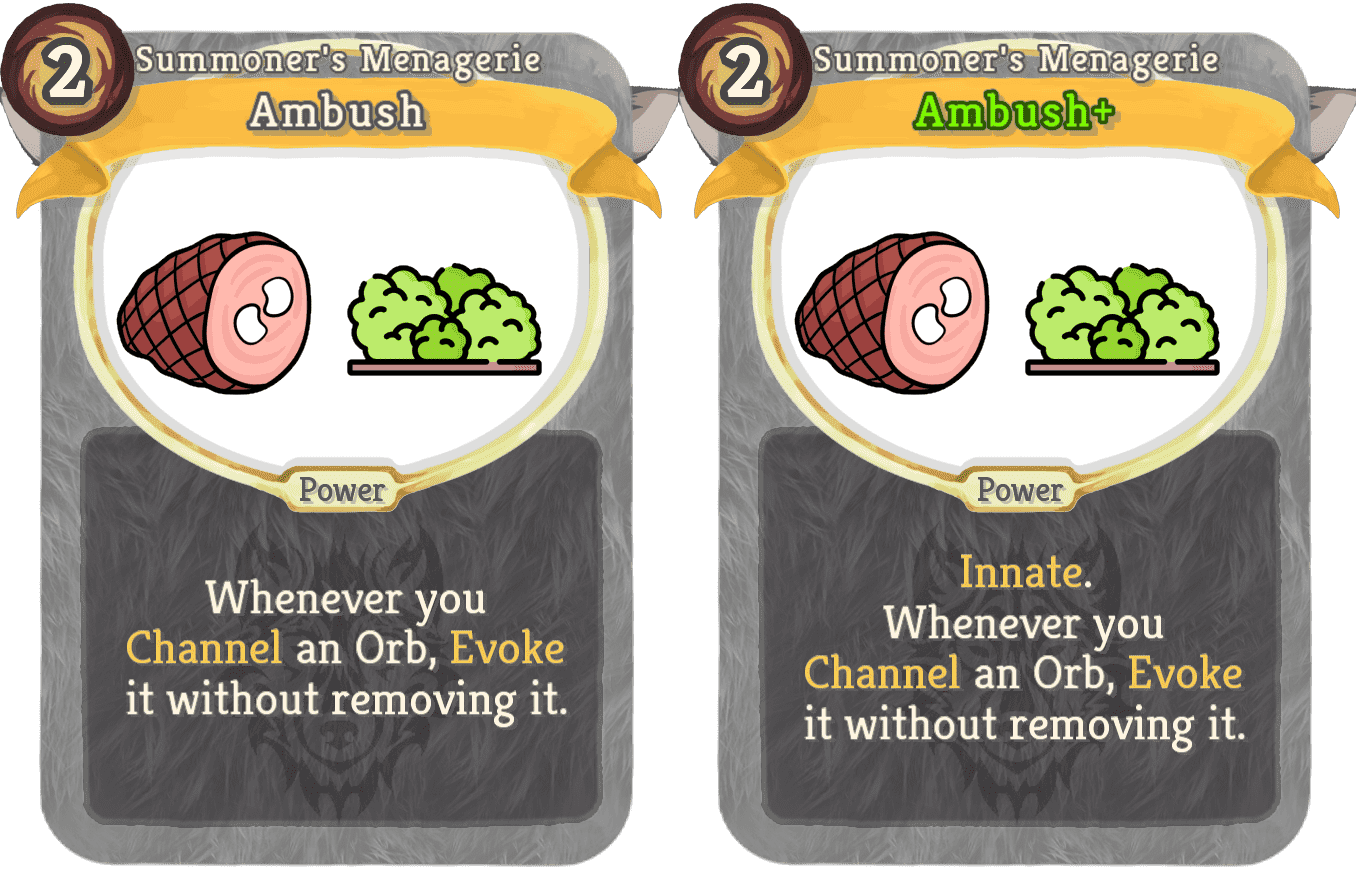 2
Summoner's Menagerie
Ambush
Power
Whenever you
Channel an Orb, Evoke
it without removing it.
2
Summoner's Menagerie
Ambush+
Power
Innate.
Whenever you
Channel an Orb, Evoke
it without removing it.